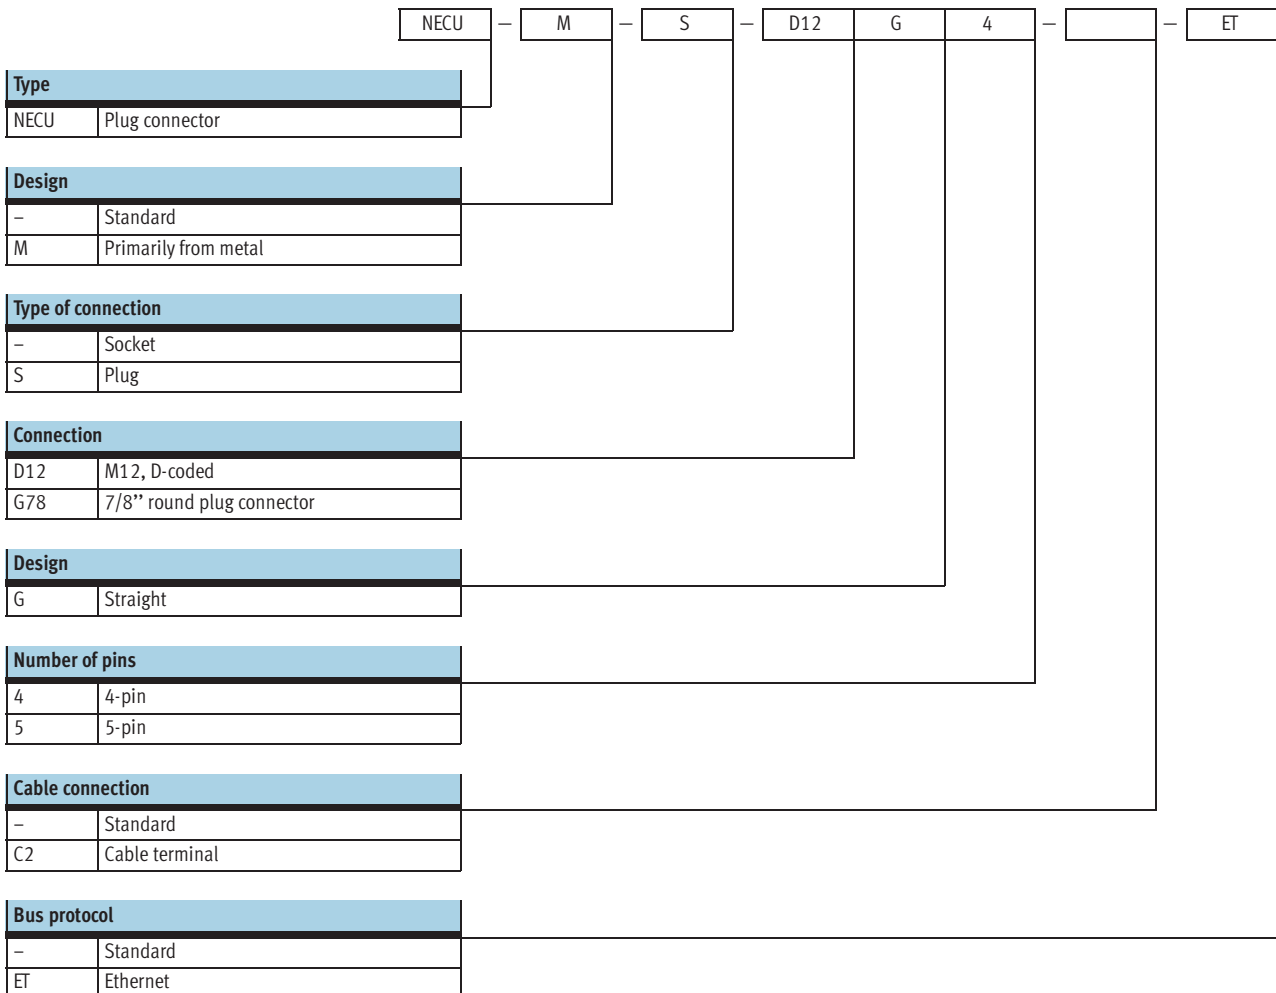 NECU – M – S – D12 G 4 – – ET
Type
NECU Plug connector
Design
– Standard
M Primarily from metal
Type of connection
– Socket
S Plug
Connection
D12 M12, D-coded
G78 7/8’’ round plug connector
Design
G Straight
Number of pins
4 4-pin
5 5-pin
Cable connection
– Standard
C2 Cable terminal
Bus protocol
– Standard
ET Ethernet